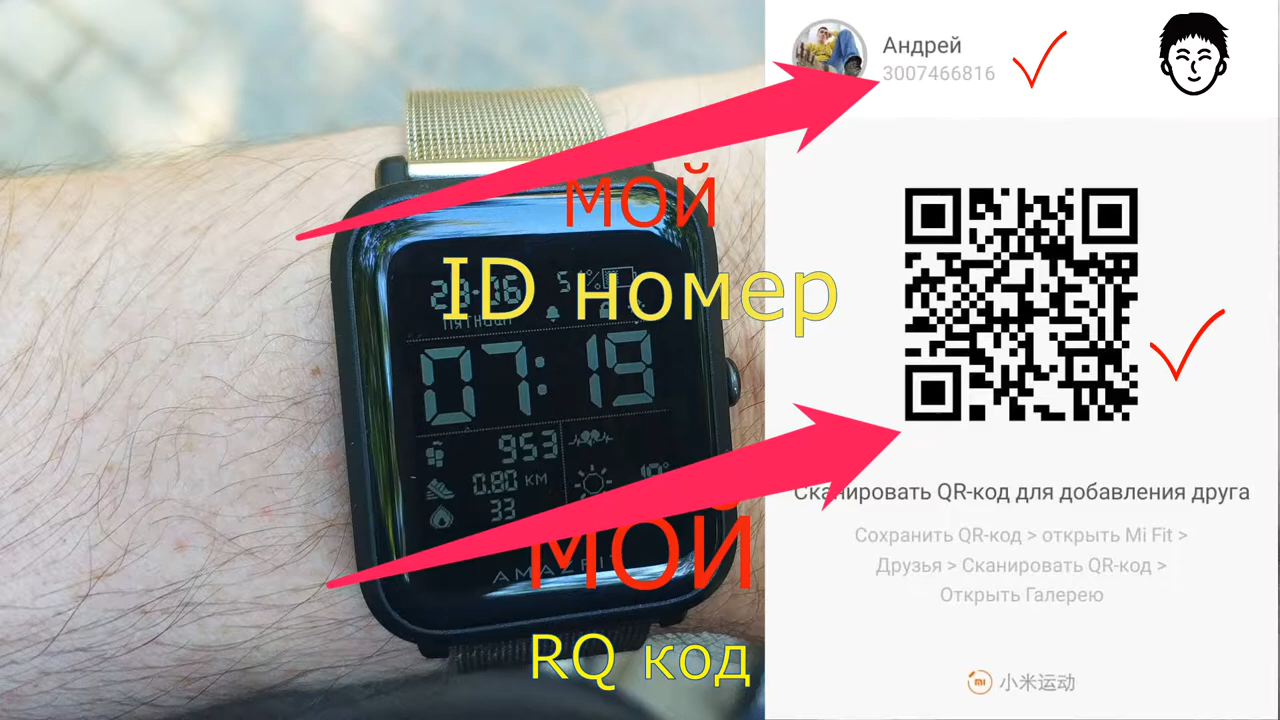 Андрей
3007466816
МОЙ
ID номер
ПЯТНИЦА
07:19
953
0.80 КМ
33
AMAZFIT
МОЙ
RQ код
Сканировать QR-код для добавления друга
Сохранить QR-код > открыть Mi Fit >
Друзья > Сканировать QR-код >
Открыть Галерею
mi 小米运动